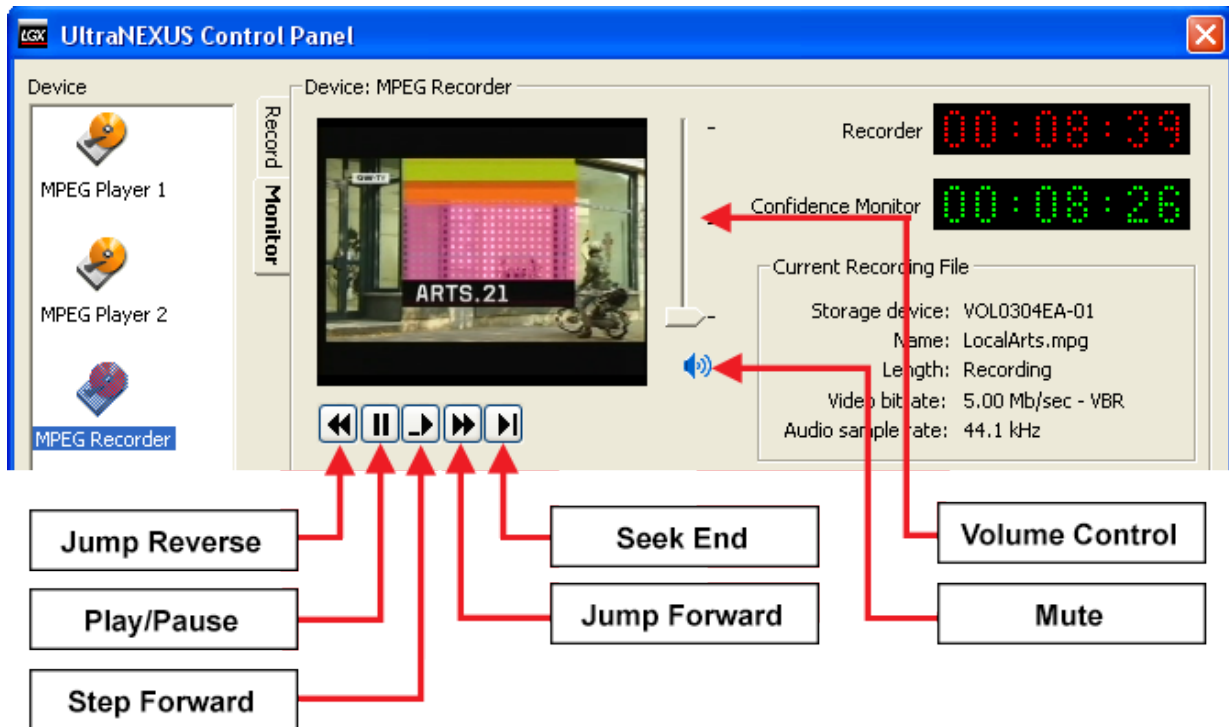 LGX UltraNEXUS Control Panel
Device
MPEG Player 1
MPEG Player 2
MPEG Recorder
Record
Monitor
Device: MPEG Recorder
QW-TV
ARTS.21
Recorder 00:08:39
Confidence Monitor 00:08:26
Current Recording File
Storage device: VOL0304EA-01
Name: LocalArts.mpg
Length: Recording
Video bitrate: 5.00 Mb/sec - VBR
Audio sample rate: 44.1 kHz
Jump Reverse
Play/Pause
Step Forward
Seek End
Jump Forward
Volume Control
Mute